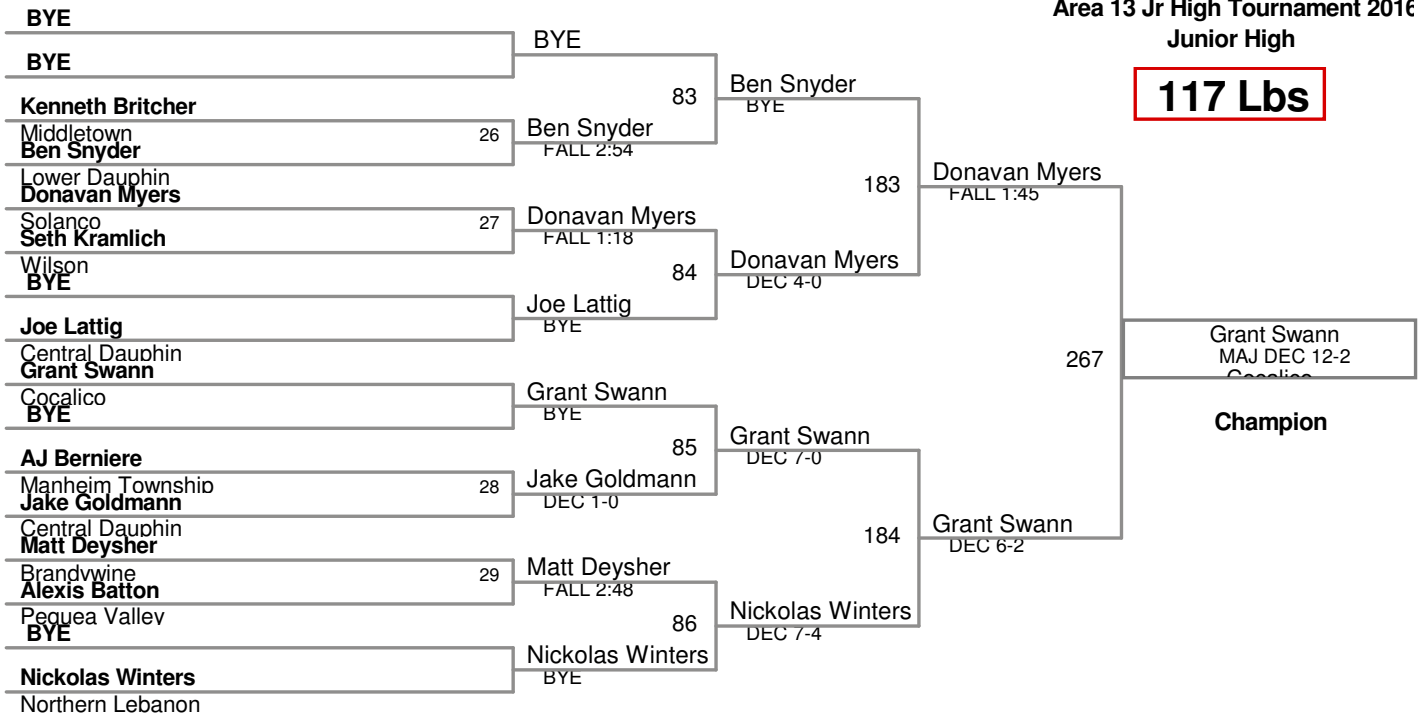 Area 13 Jr High Tournament 2016
Junior High
117 Lbs
BYE
BYE
Kenneth Britcher
Middletown
Ben Snyder
Lower Dauphin
Donavan Myers
Solanco
Seth Kramlich
Wilson
BYE
Joe Lattig
Central Dauphin
Grant Swann
Cocalico
BYE
AJ Berniere
Manheim Township
Jake Goldmann
Central Dauphin
Matt Deysher
Brandywine
Alexis Batton
Pequea Valley
BYE
Nickolas Winters
Northern Lebanon
26
27
28
29
BYE
Ben Snyder
FALL 2:54
Donavan Myers
FALL 1:18
Joe Lattig
BYE
Grant Swann
BYE
Jake Goldmann
DEC 1-0
Matt Deysher
FALL 2:48
Nickolas Winters
BYE
83
84
85
86
Ben Snyder
BYE
Donavan Myers
DEC 4-0
Grant Swann
DEC 7-0
Nickolas Winters
DEC 7-4
183
184
Donavan Myers
FALL 1:45
Grant Swann
DEC 6-2
267
Grant Swann
MAJ DEC 12-2
Cocalico
Champion